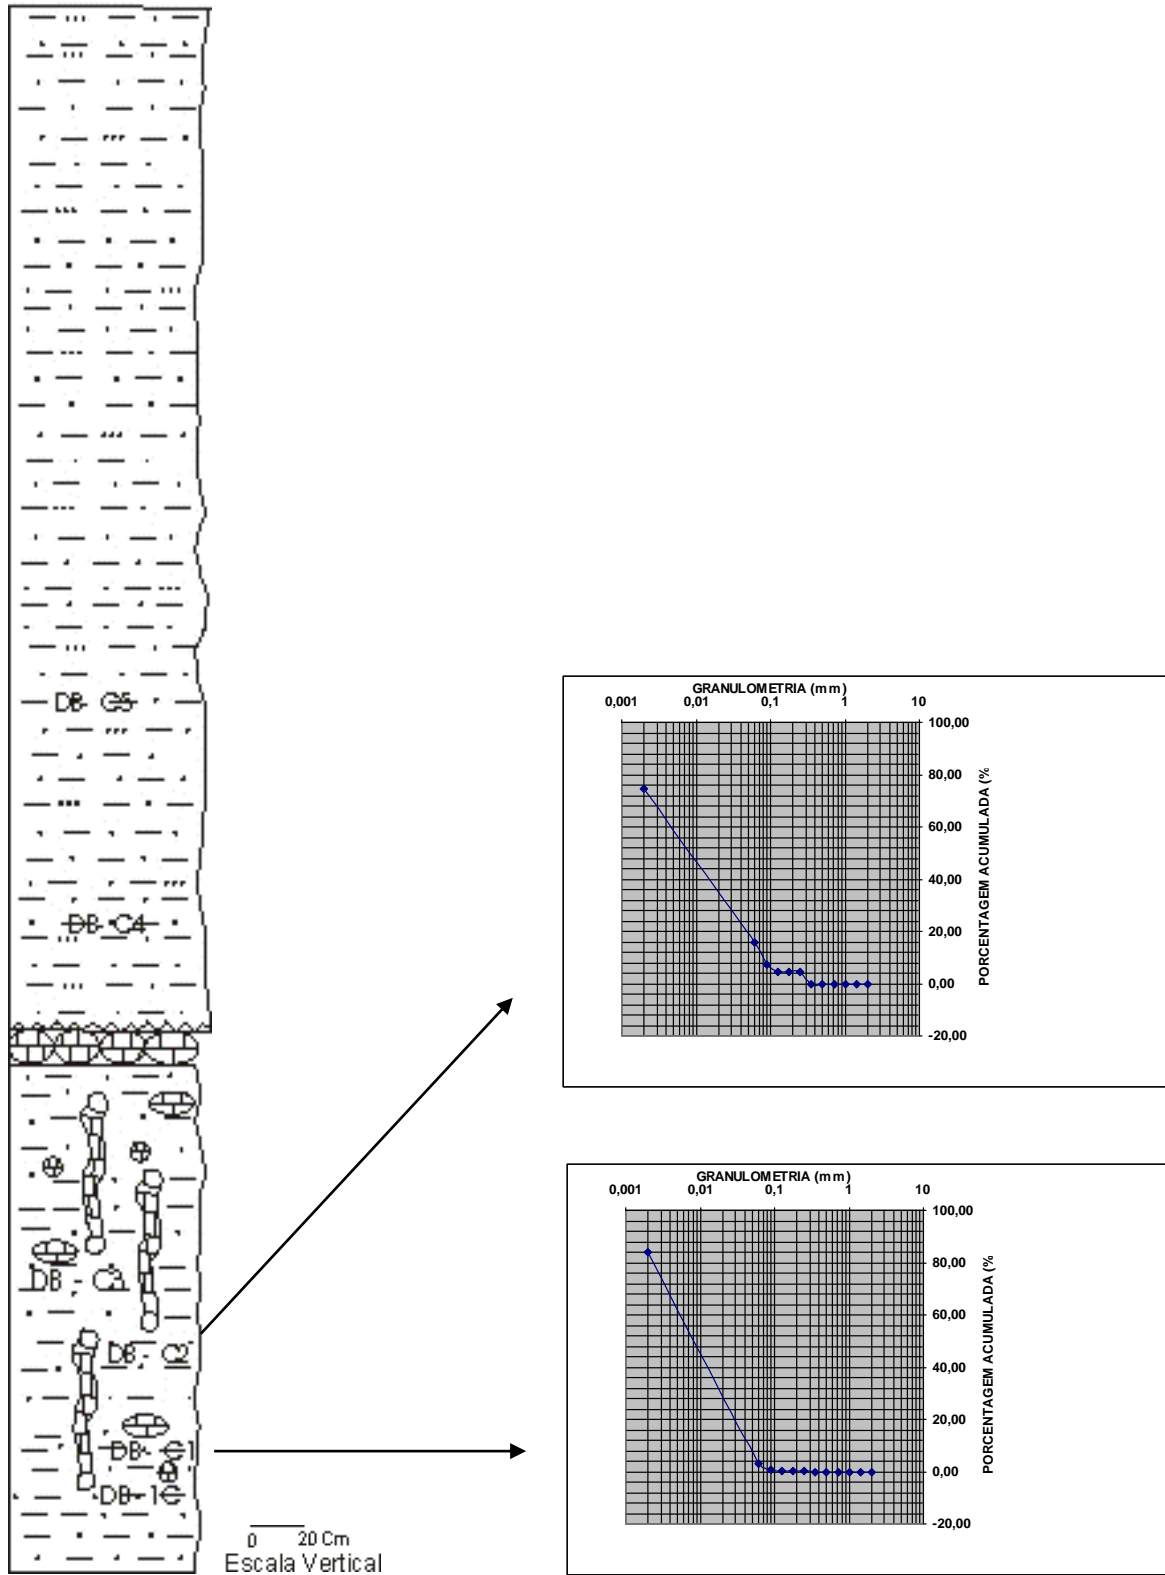 DB- C5
GRANULOMETRIA (mm)
0,001 0,01 0,1 1 10
100,00
80,00
60,00
40,00
20,00
0,00
-20,00
PORCENTAGEM ACUMULADA (%
DB- C4
DB - C3
DB - C2
DB- C1
DB-1C
GRANULOMETRIA (mm)
0,001 0,01 0,1 1 10
100,00
80,00
60,00
40,00
20,00
0,00
-20,00
PORCENTAGEM ACUMULADA (%
0 20 Cm
Escala Vertical